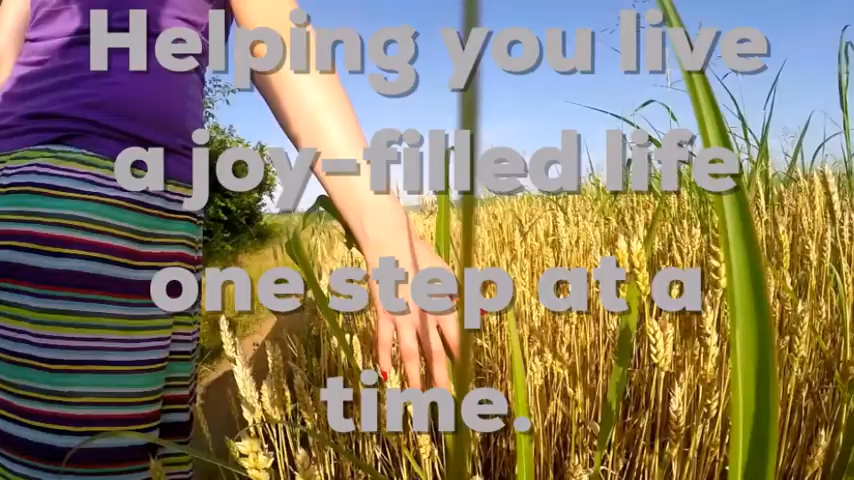 Helping you live
a joy-filled life
one step at a
time.